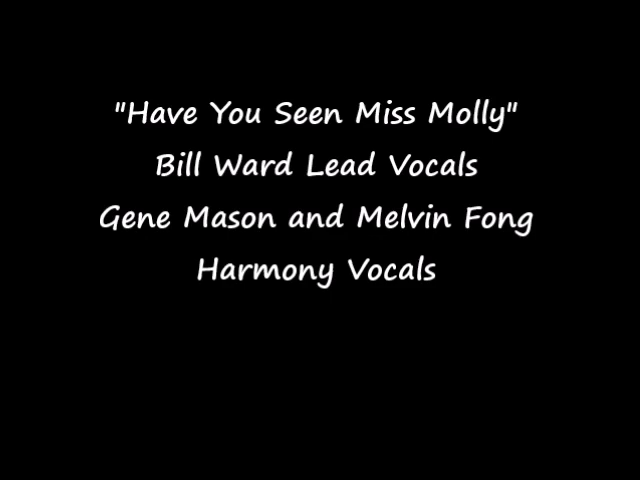 "Have You Seen Miss Molly"
Bill Ward Lead Vocals
Gene Mason and Melvin Fong
Harmony Vocals